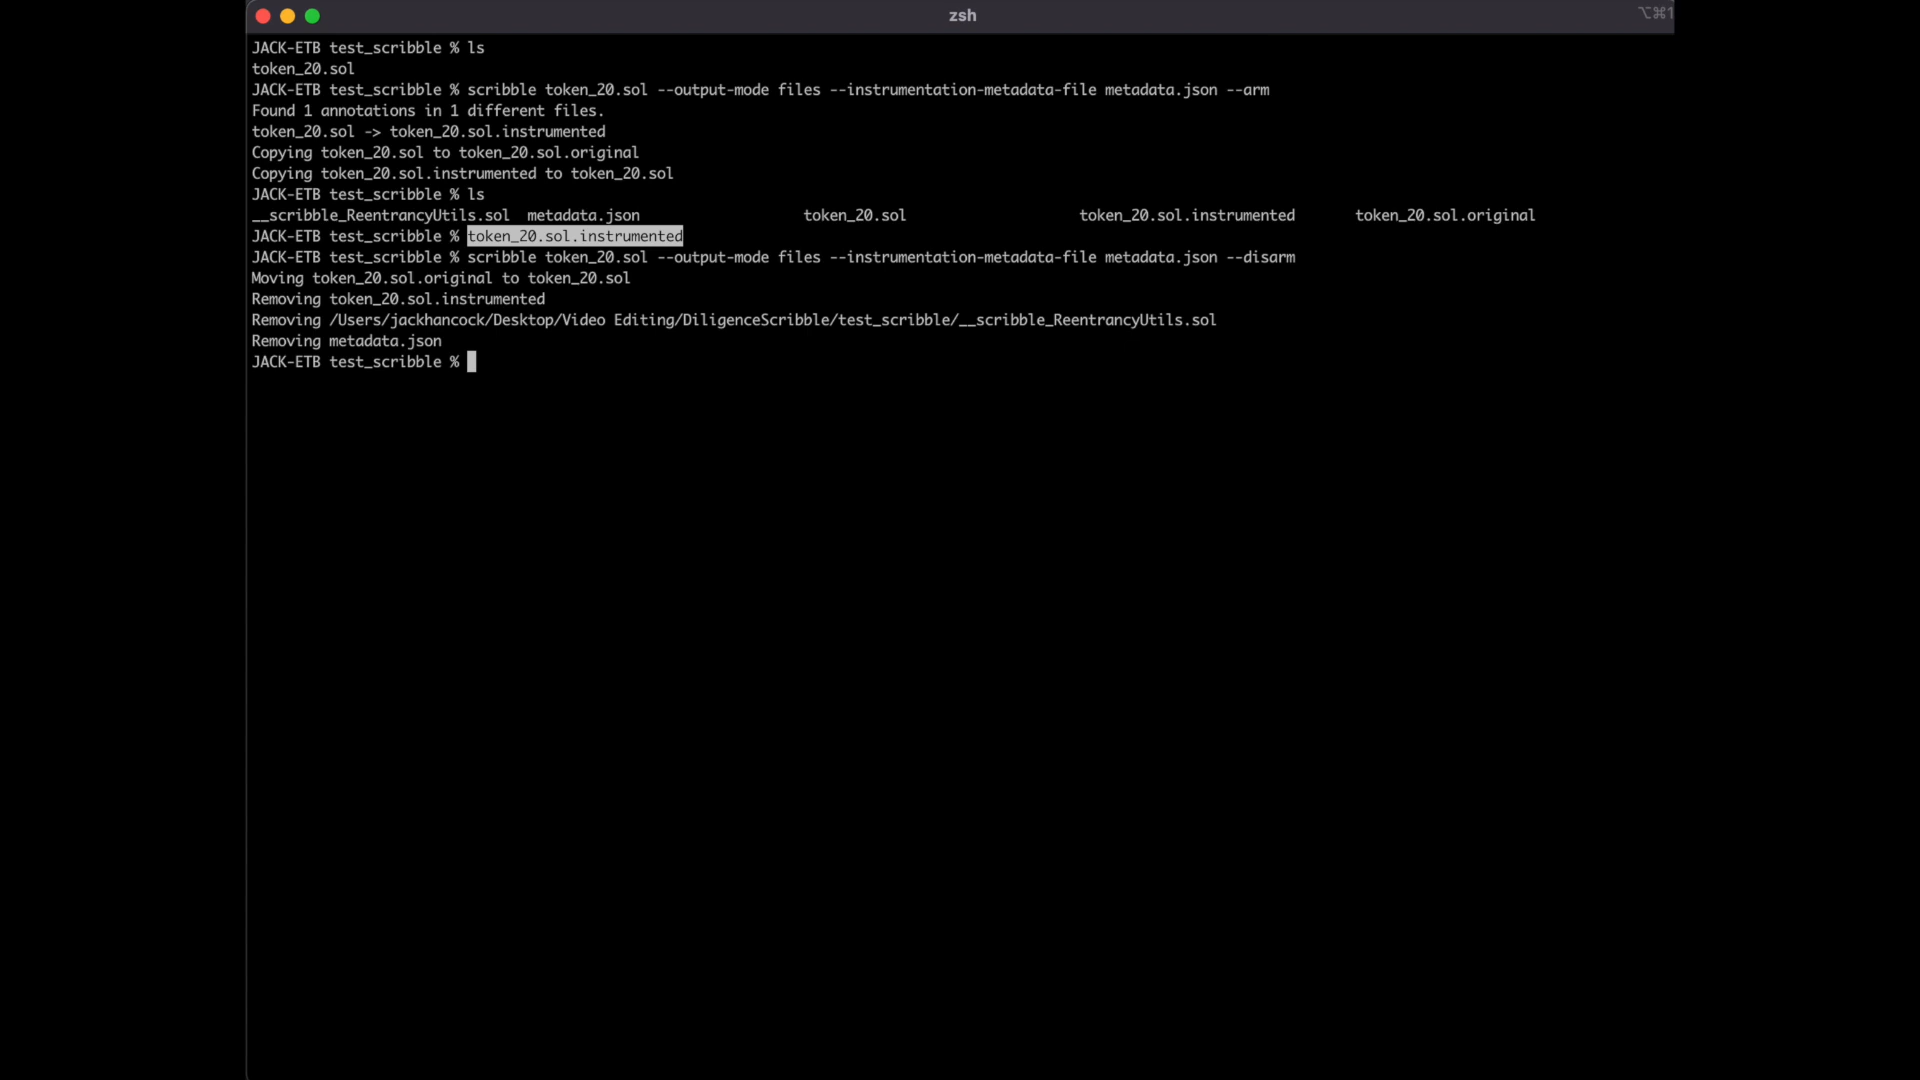 zsh
⌥⌘1
JACK-ETB test_scribble % ls
token_20.sol
JACK-ETB test_scribble % scribble token_20.sol --output-mode files --instrumentation-metadata-file metadata.json --arm
Found 1 annotations in 1 different files.
token_20.sol -> token_20.sol.instrumented
Copying token_20.sol to token_20.sol.original
Copying token_20.sol.instrumented to token_20.sol
JACK-ETB test_scribble % ls
__scribble_ReentrancyUtils.sol metadata.json token_20.sol token_20.sol.instrumented token_20.sol.original
JACK-ETB test_scribble % token_20.sol.instrumented
JACK-ETB test_scribble % scribble token_20.sol --output-mode files --instrumentation-metadata-file metadata.json --disarm
Moving token_20.sol.original to token_20.sol
Removing token_20.sol.instrumented
Removing /Users/jackhancock/Desktop/Video Editing/DiligenceScribble/test_scribble/__scribble_ReentrancyUtils.sol
Removing metadata.json
JACK-ETB test_scribble %